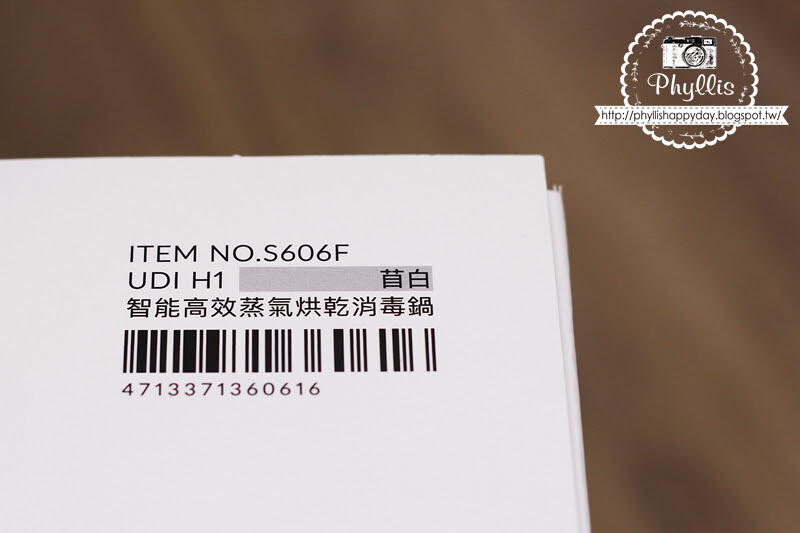 Phyllis
http://phyllishappyday.blogspot.tw/
ITEM NO.S606F
UDI H1 苜白
智能高效蒸氣烘乾消毒鍋
4713371360616